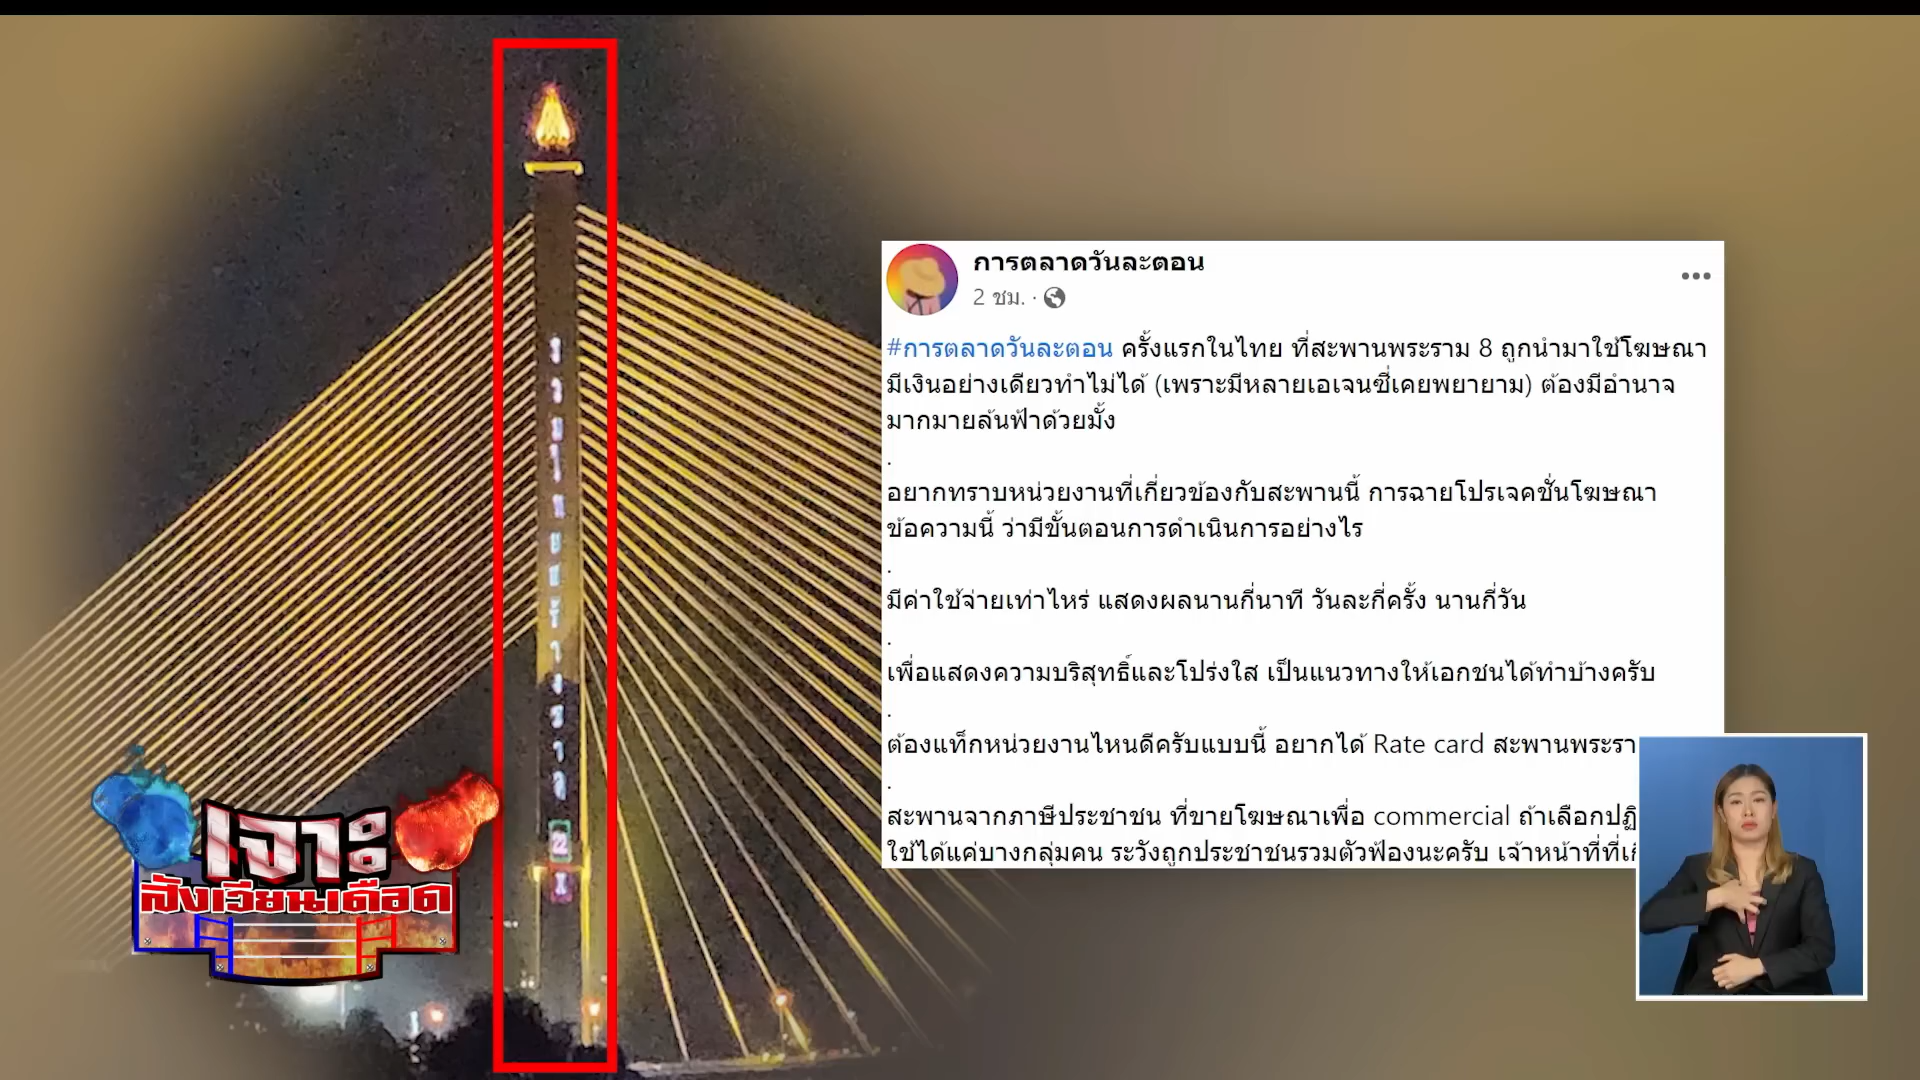 การตลาดวันละตอน
2 ชม.
#การตลาดวันละตอน ครั้งแรกในไทย ที่สะพานพระราม 8 ถูกนำมาใช้โฆษณา
มีเงินอย่างเดียวทำไม่ได้ (เพราะมีหลายเอเจนซี่เคยพยายาม) ต้องมีอำนาจ
มากมายล้นฟ้าด้วยมั้ง
.
อยากทราบหน่วยงานที่เกี่ยวข้องกับสะพานนี้ การฉายโปรเจคชั่นโฆษณา
ข้อความนี้ ว่ามีขั้นตอนการดำเนินการอย่างไร
.
มีค่าใช้จ่ายเท่าไหร่ แสดงผลนานกี่นาที วันละกี่ครั้ง นานกี่วัน
.
เพื่อแสดงความบริสุทธิ์และโปร่งใส เป็นแนวทางให้เอกชนได้ทำบ้างครับ
.
ต้องแท็กหน่วยงานไหนดีครับแบบนี้ อยากได้ Rate card สะพานพระรา
.
สะพานจากภาษีประชาชน ที่ขายโฆษณาเพื่อ commercial ถ้าเลือกปฏิ
ใช้ได้แค่บางกลุ่มคน ระวังถูกประชาชนรวมตัวฟ้องนะครับ เจ้าหน้าที่ที่เกี
เจาะ
สังเวียนเดือด